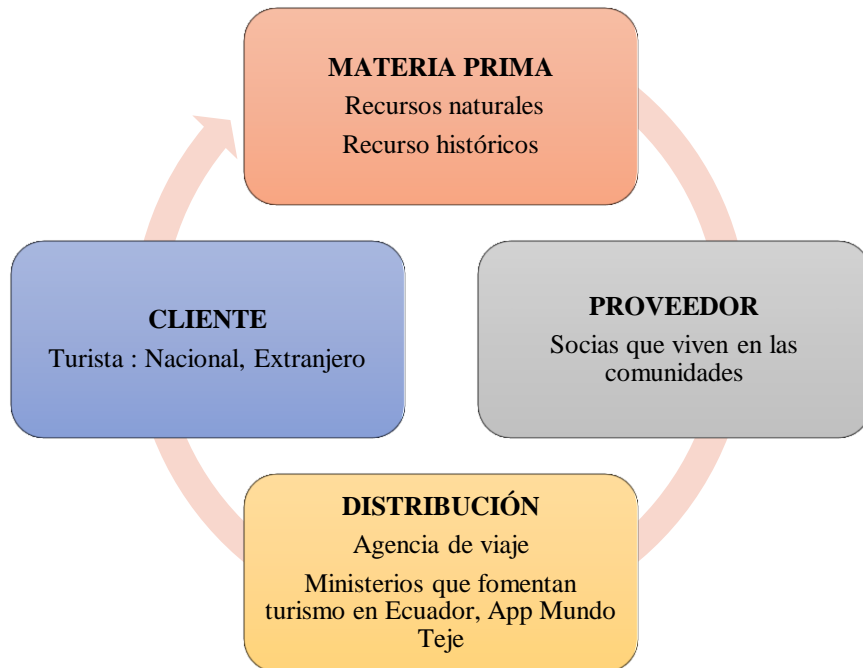 MATERIA PRIMA
Recursos naturales
Recurso históricos
PROVEEDOR
Socias que viven en las
comunidades
DISTRIBUCIÓN
Agencia de viaje
Ministerios que fomentan
turismo en Ecuador, App Mundo
Teje
CLIENTE
Turista : Nacional, Extranjero